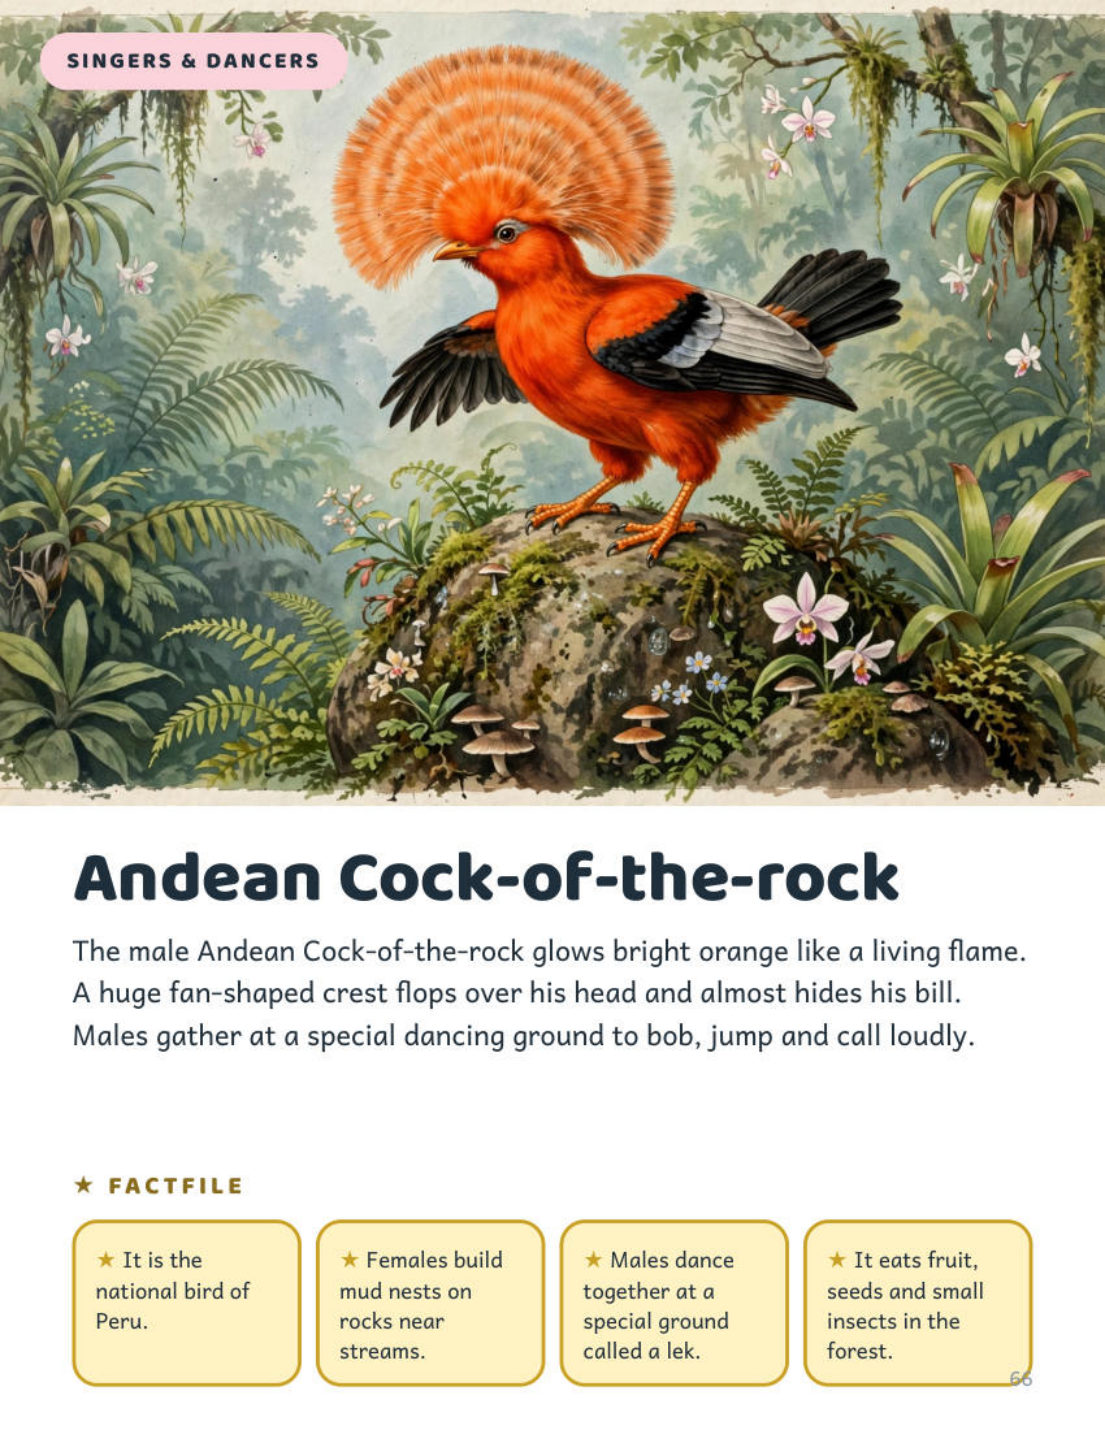 SINGERS & DANCERS
Andean Cock-of-the-rock
The male Andean Cock-of-the-rock glows bright orange like a living flame.
A huge fan-shaped crest flops over his head and almost hides his bill.
Males gather at a special dancing ground to bob, jump and call loudly.
★ FACTFILE
★ It is the
national bird of
Peru.
★ Females build
mud nests on
rocks near
streams.
★ Males dance
together at a
special ground
called a lek.
★ It eats fruit,
seeds and small
insects in the
forest.
66